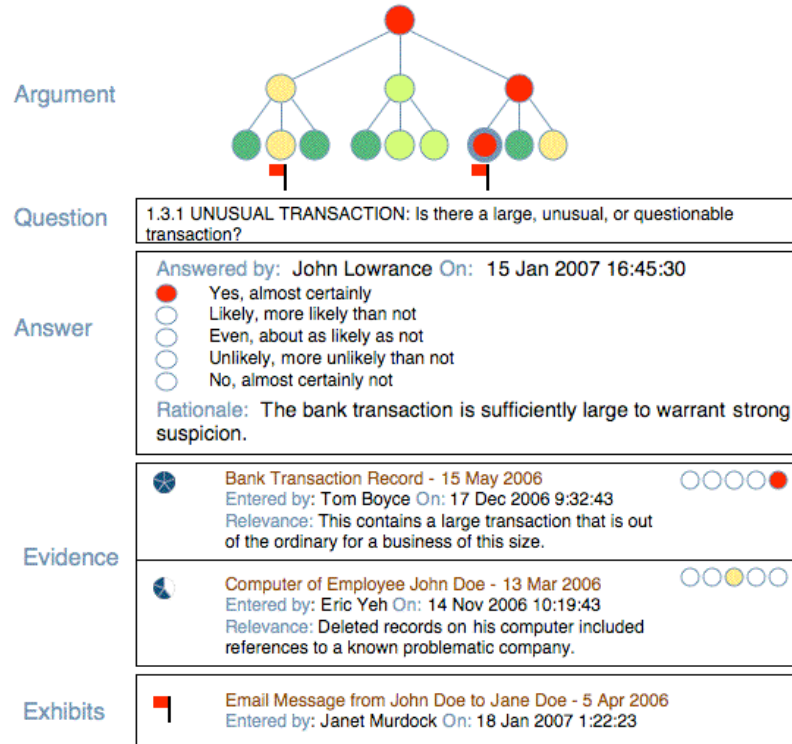 Argument
Question
1.3.1 UNUSUAL TRANSACTION: Is there a large, unusual, or questionable
transaction?
Answer
Answered by: John Lowrance On: 15 Jan 2007 16:45:30
Yes, almost certainly
Likely, more likely than not
Even, about as likely as not
Unlikely, more unlikely than not
No, almost certainly not
Rationale: The bank transaction is sufficiently large to warrant strong
suspicion.
Evidence
Bank Transaction Record - 15 May 2006
Entered by: Tom Boyce On: 17 Dec 2006 9:32:43
Relevance: This contains a large transaction that is out
of the ordinary for a business of this size.
Computer of Employee John Doe - 13 Mar 2006
Entered by: Eric Yeh On: 14 Nov 2006 10:19:43
Relevance: Deleted records on his computer included
references to a known problematic company.
Exhibits
Email Message from John Doe to Jane Doe - 5 Apr 2006
Entered by: Janet Murdock On: 18 Jan 2007 1:22:23